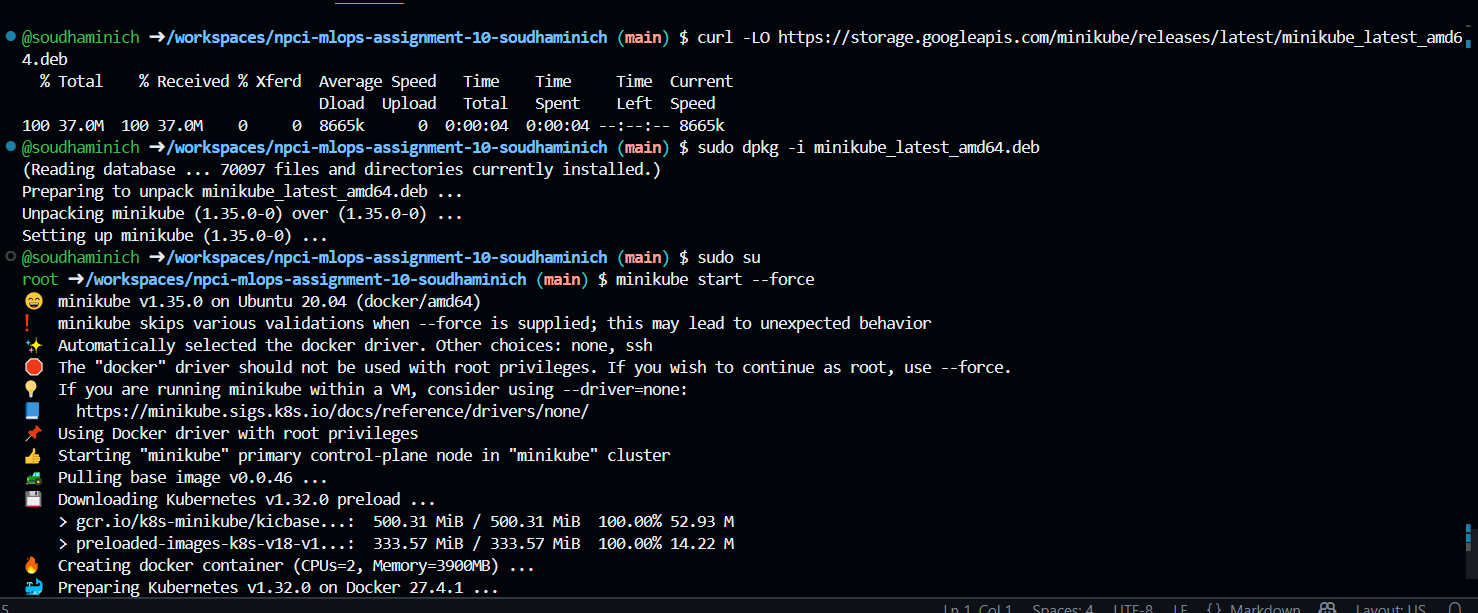 @soudhaminich ➜/workspaces/npci-mlops-assignment-10-soudhaminich (main) $ curl -LO https://storage.googleapis.com/minikube/releases/latest/minikube_latest_amd6
4.deb
% Total % Received % Xferd Average Speed Time Time Time Current
Dload Upload Total Spent Left Speed
100 37.0M 100 37.0M 0 0 8665k 0 0:00:04 0:00:04 --:--:-- 8665k
@soudhaminich ➜/workspaces/npci-mlops-assignment-10-soudhaminich (main) $ sudo dpkg -i minikube_latest_amd64.deb
(Reading database ... 70097 files and directories currently installed.)
Preparing to unpack minikube_latest_amd64.deb ...
Unpacking minikube (1.35.0-0) over (1.35.0-0) ...
Setting up minikube (1.35.0-0) ...
@soudhaminich ➜/workspaces/npci-mlops-assignment-10-soudhaminich (main) $ sudo su
root ➜/workspaces/npci-mlops-assignment-10-soudhaminich (main) $ minikube start --force
😄 minikube v1.35.0 on Ubuntu 20.04 (docker/amd64)
❗ minikube skips various validations when --force is supplied; this may lead to unexpected behavior
✨ Automatically selected the docker driver. Other choices: none, ssh
🛑 The "docker" driver should not be used with root privileges. If you wish to continue as root, use --force.
💡 If you are running minikube within a VM, consider using --driver=none:
📘 https://minikube.sigs.k8s.io/docs/reference/drivers/none/
📌 Using Docker driver with root privileges
👍 Starting "minikube" primary control-plane node in "minikube" cluster
🚜 Pulling base image v0.0.46 ...
💾 Downloading Kubernetes v1.32.0 preload ...
> gcr.io/k8s-minikube/kicbase...: 500.31 MiB / 500.31 MiB 100.00% 52.93 M
> preloaded-images-k8s-v18-v1...: 333.57 MiB / 333.57 MiB 100.00% 14.22 M
🔥 Creating docker container (CPUs=2, Memory=3900MB) ...
🐳 Preparing Kubernetes v1.32.0 on Docker 27.4.1 ...
5 Ln 1, Col 1 Spaces: 4 UTF-8 LF {} Markdown Layout: US